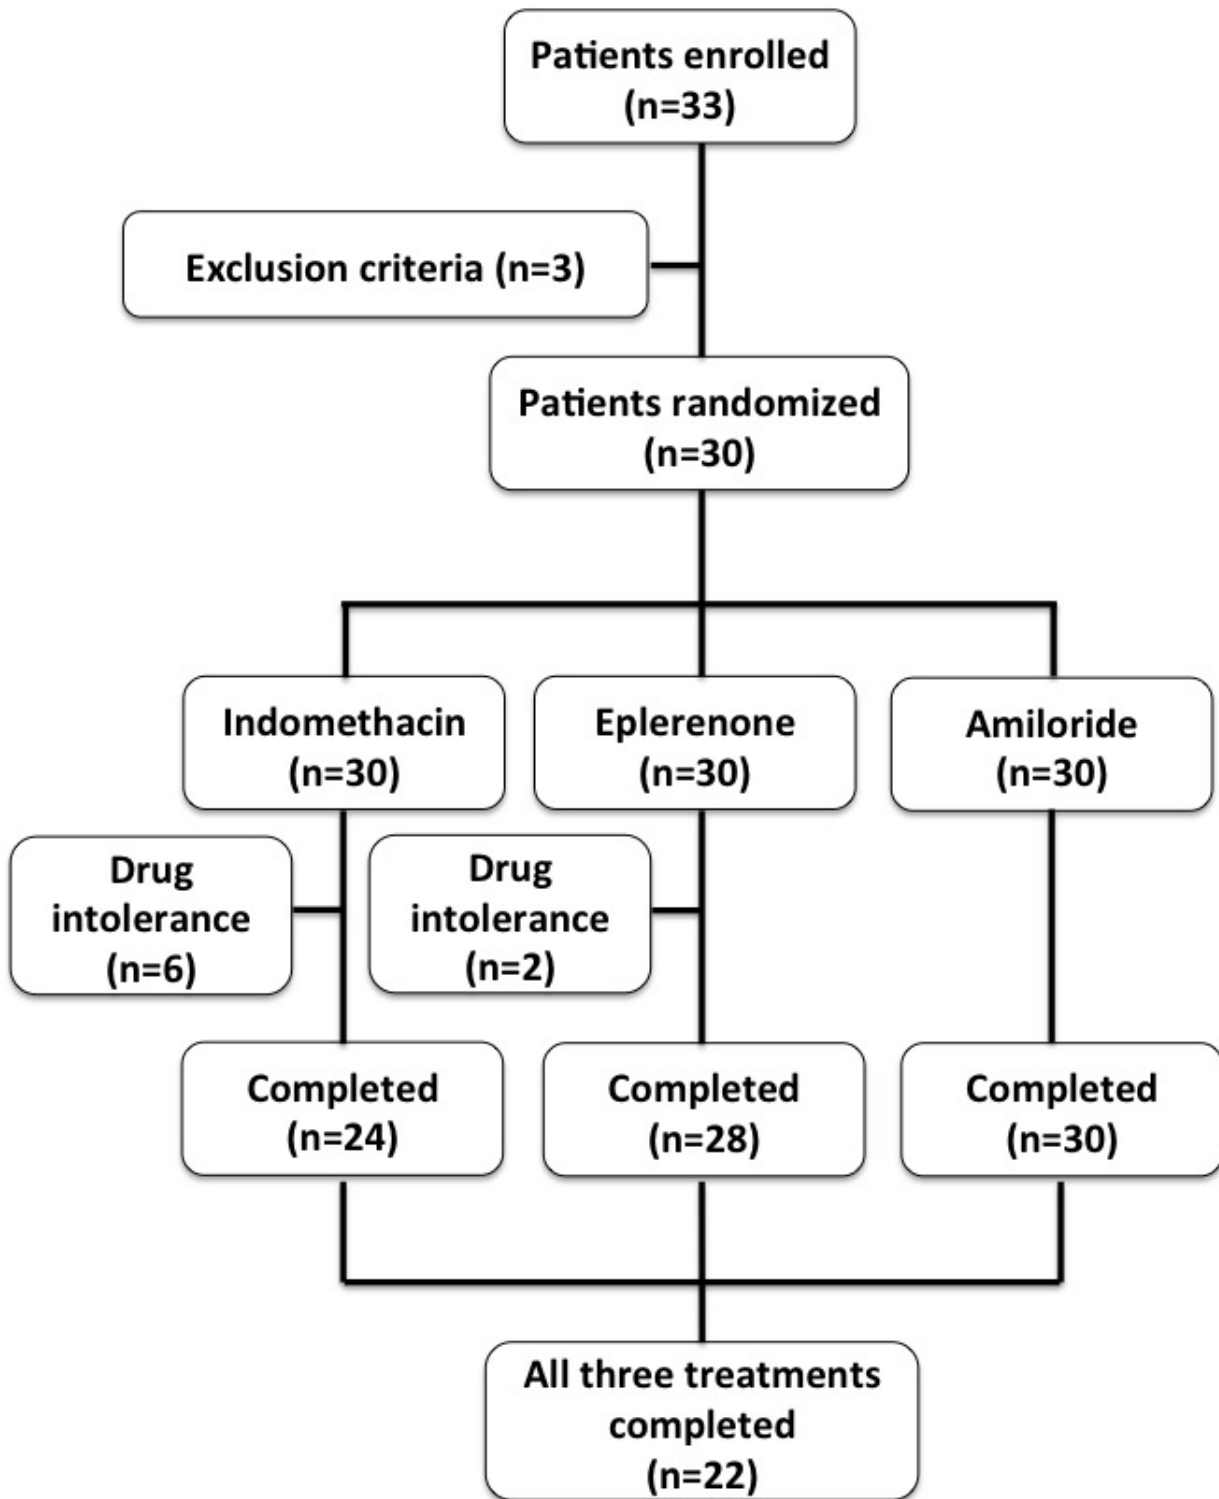 Patients enrolled
(n=33)
Exclusion criteria (n=3)
Patients randomized
(n=30)
Indomethacin
(n=30)
Eplerenone
(n=30)
Amiloride
(n=30)
Drug
intolerance
(n=6)
Drug
intolerance
(n=2)
Completed
(n=24)
Completed
(n=28)
Completed
(n=30)
All three treatments
completed
(n=22)